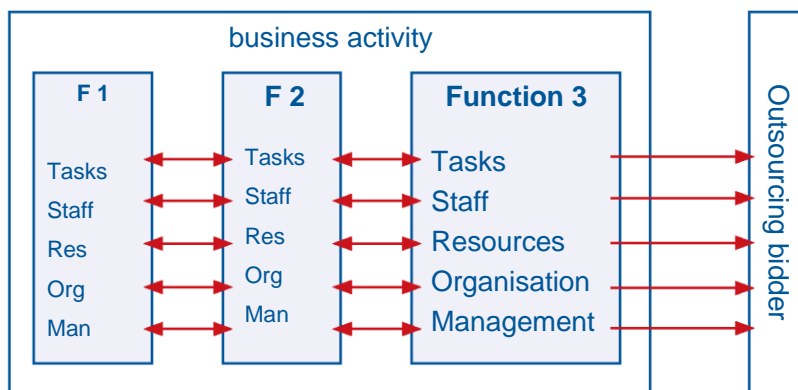 business activity
F 1
Tasks
Staff
Res
Org
Man
F 2
Tasks
Staff
Res
Org
Man
Function 3
Tasks
Staff
Resources
Organisation
Management
Outsourcing bidder